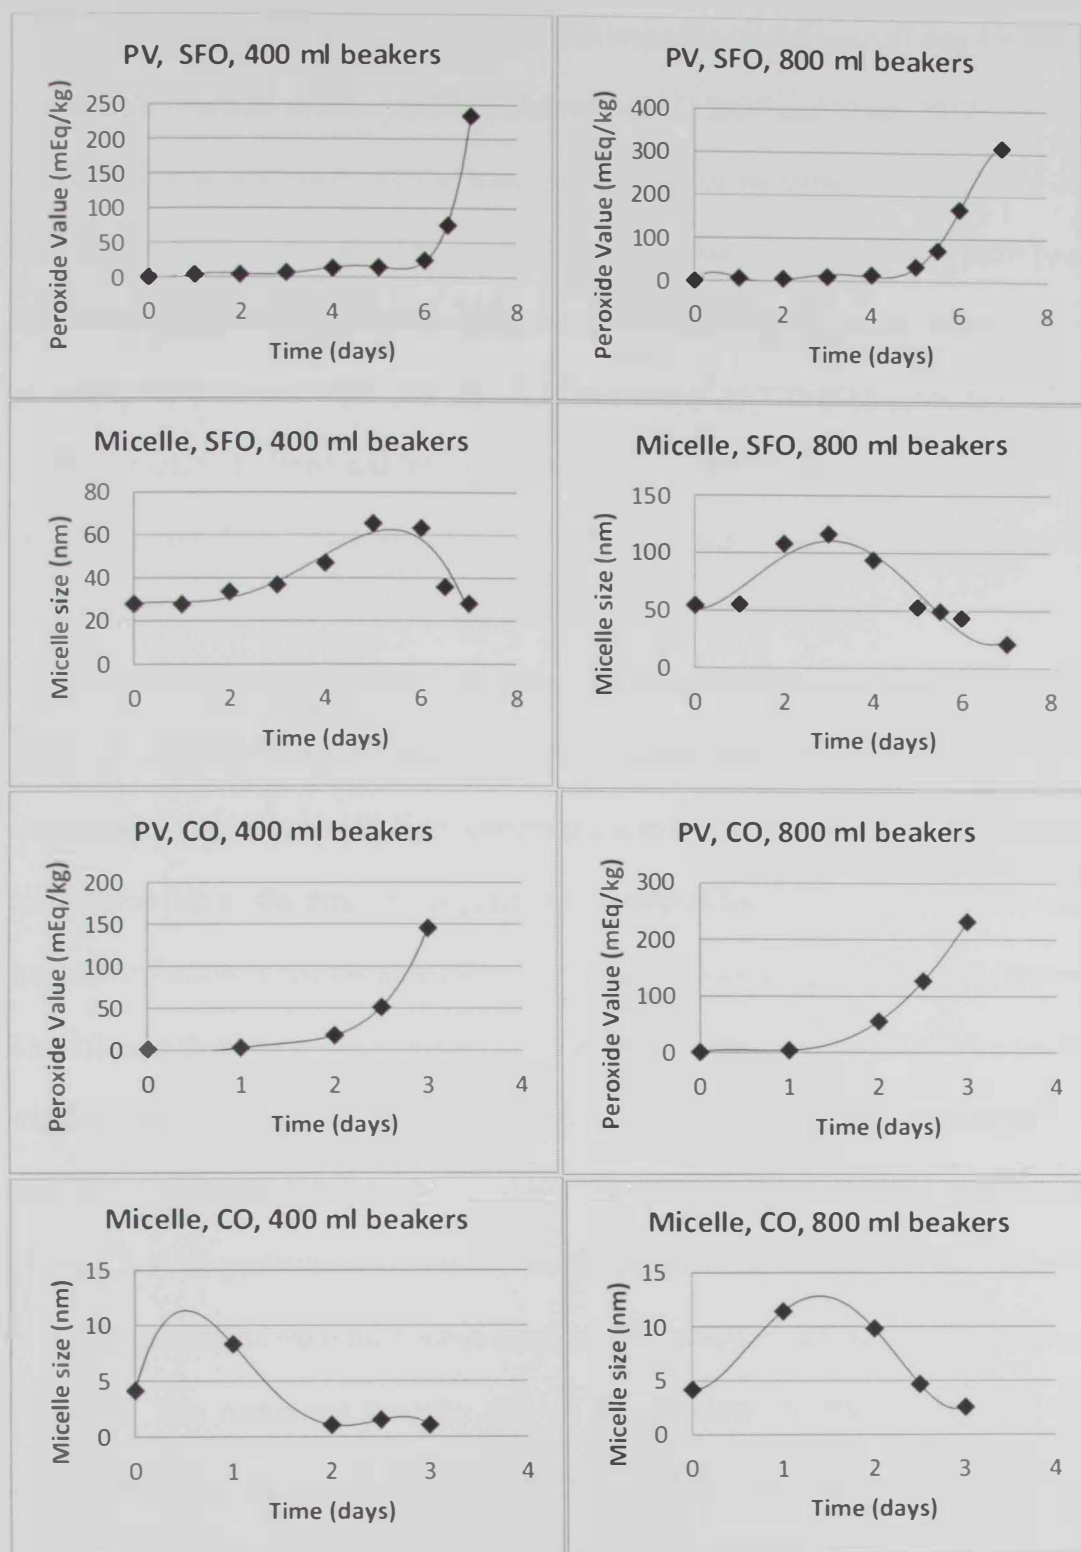 PV, SFO, 400 ml beakers
Peroxide Value (mEq/kg)
250
200
150
100
50
0
0 2 4 6 8
Time (days)
PV, SFO, 800 ml beakers
Peroxide Value (mEq/kg)
400
300
200
100
0
0 2 4 6 8
Time (days)
Micelle, SFO, 400 ml beakers
Micelle size (nm)
80
60
40
20
0
0 2 4 6 8
Time (days)
Micelle, SFO, 800 ml beakers
Micelle size (nm)
150
100
50
0
0 2 4 6 8
Time (days)
PV, CO, 400 ml beakers
Peroxide Value (mEq/kg)
200
150
100
50
0
0 1 2 3 4
Time (days)
PV, CO, 800 ml beakers
Peroxide Value (mEq/kg)
300
200
100
0
0 1 2 3 4
Time (days)
Micelle, CO, 400 ml beakers
Micelle size (nm)
15
10
5
0
0 1 2 3 4
Time (days)
Micelle, CO, 800 ml beakers
Micelle size (nm)
15
10
5
0
0 1 2 3 4
Time (days)